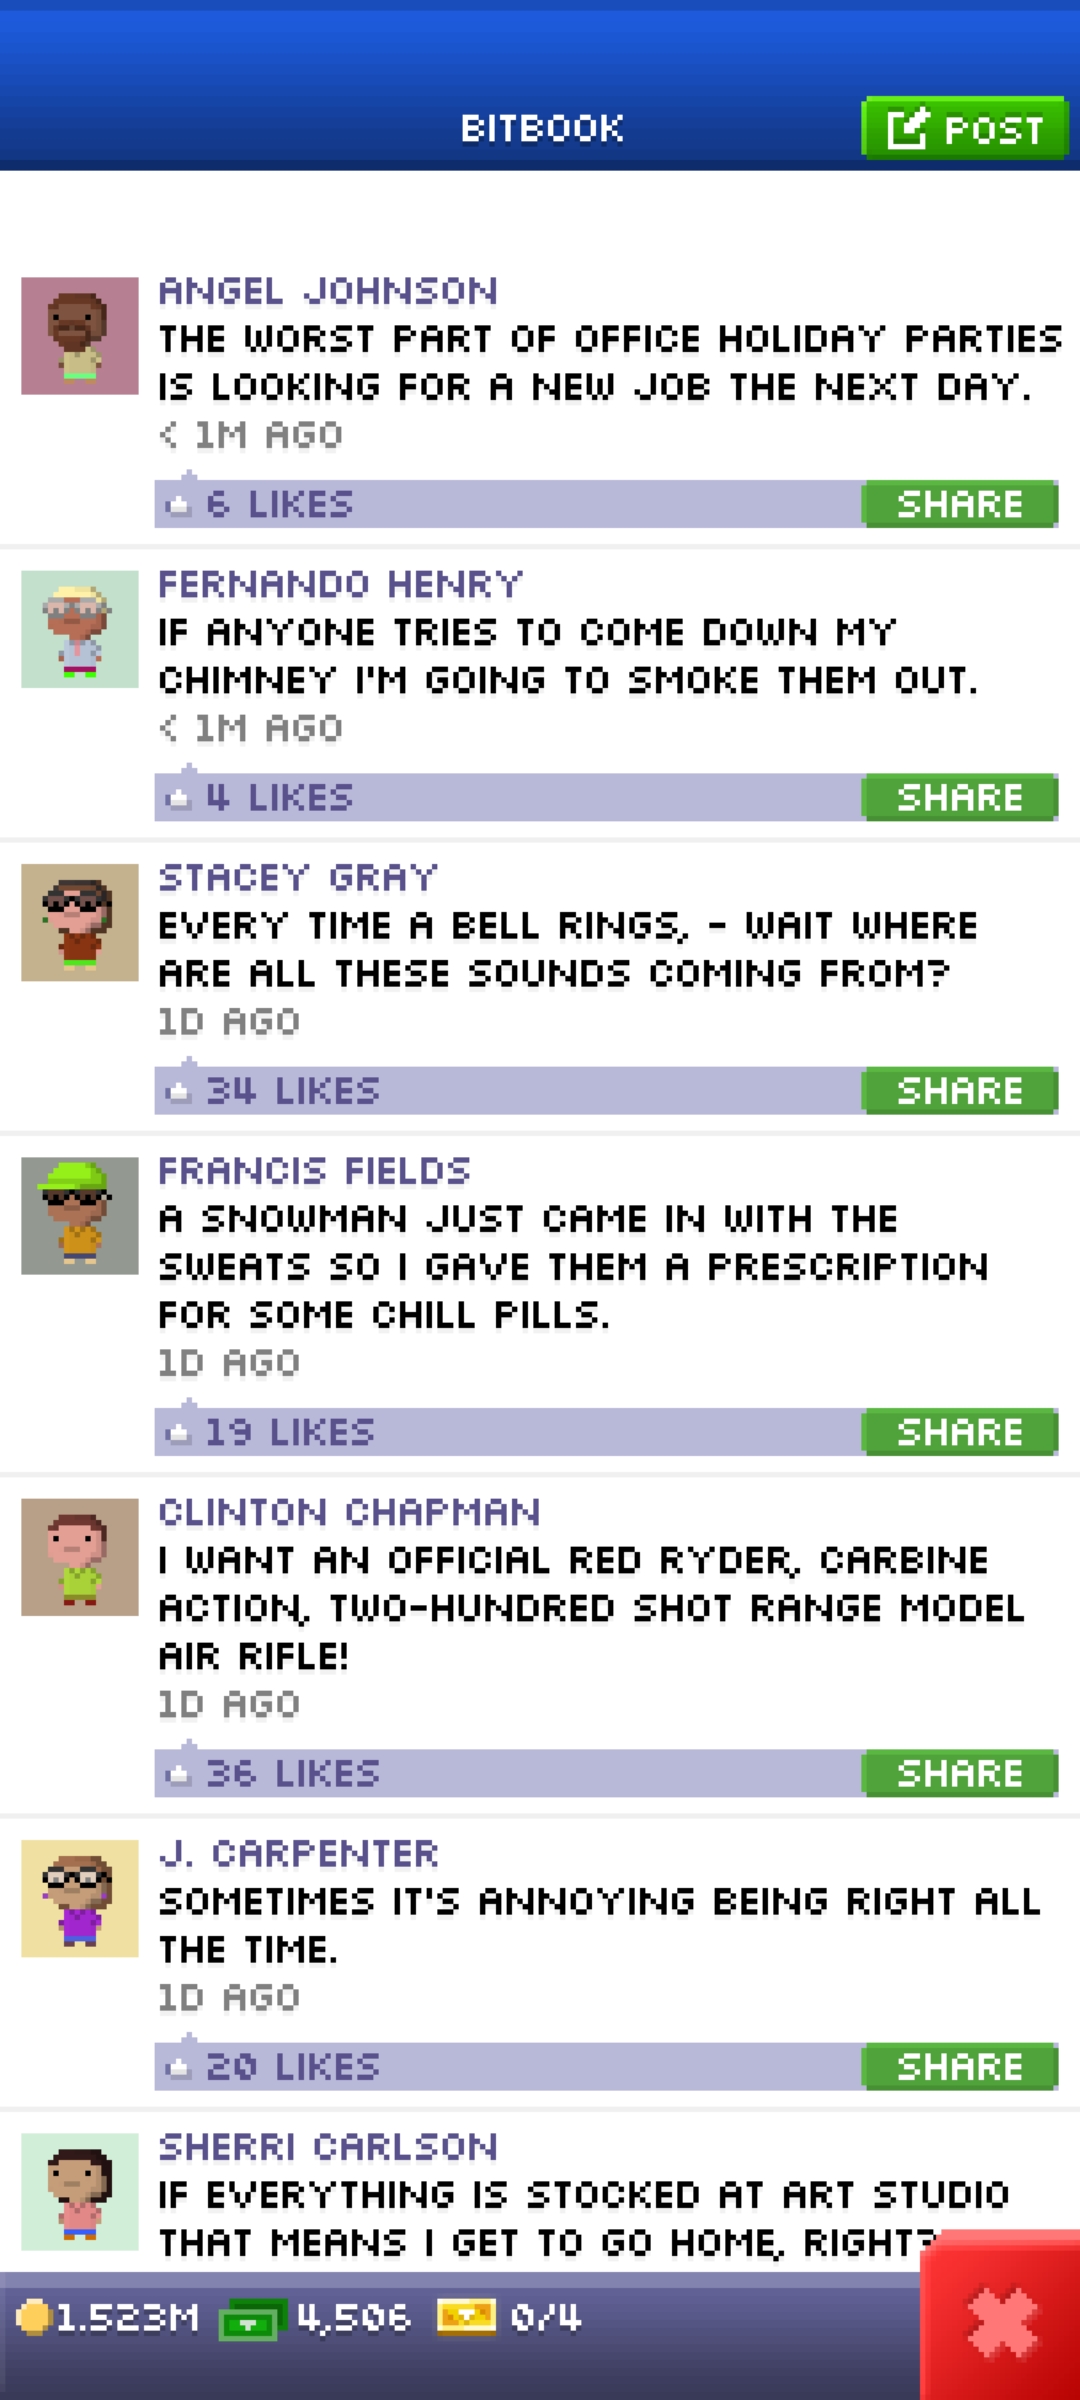 BITBOOK
POST
ANGEL JOHNSON
THE WORST PART OF OFFICE HOLIDAY PARTIES
IS LOOKING FOR A NEW JOB THE NEXT DAY.
< 1M AGO
6 LIKES
SHARE
FERNANDO HENRY
IF ANYONE TRIES TO COME DOWN MY
CHIMNEY I'M GOING TO SMOKE THEM OUT.
< 1M AGO
4 LIKES
SHARE
STACEY GRAY
EVERY TIME A BELL RINGS, - WAIT WHERE
ARE ALL THESE SOUNDS COMING FROM?
1D AGO
34 LIKES
SHARE
FRANCIS FIELDS
A SNOWMAN JUST CAME IN WITH THE
SWEATS SO I GAVE THEM A PRESCRIPTION
FOR SOME CHILL PILLS.
1D AGO
19 LIKES
SHARE
CLINTON CHAPMAN
I WANT AN OFFICIAL RED RYDER, CARBINE
ACTION, TWO-HUNDRED SHOT RANGE MODEL
AIR RIFLE!
1D AGO
36 LIKES
SHARE
J. CARPENTER
SOMETIMES IT'S ANNOYING BEING RIGHT ALL
THE TIME.
1D AGO
20 LIKES
SHARE
SHERRI CARLSON
IF EVERYTHING IS STOCKED AT ART STUDIO
THAT MEANS I GET TO GO HOME, RIGHT?
1.523M 4,506 0/4